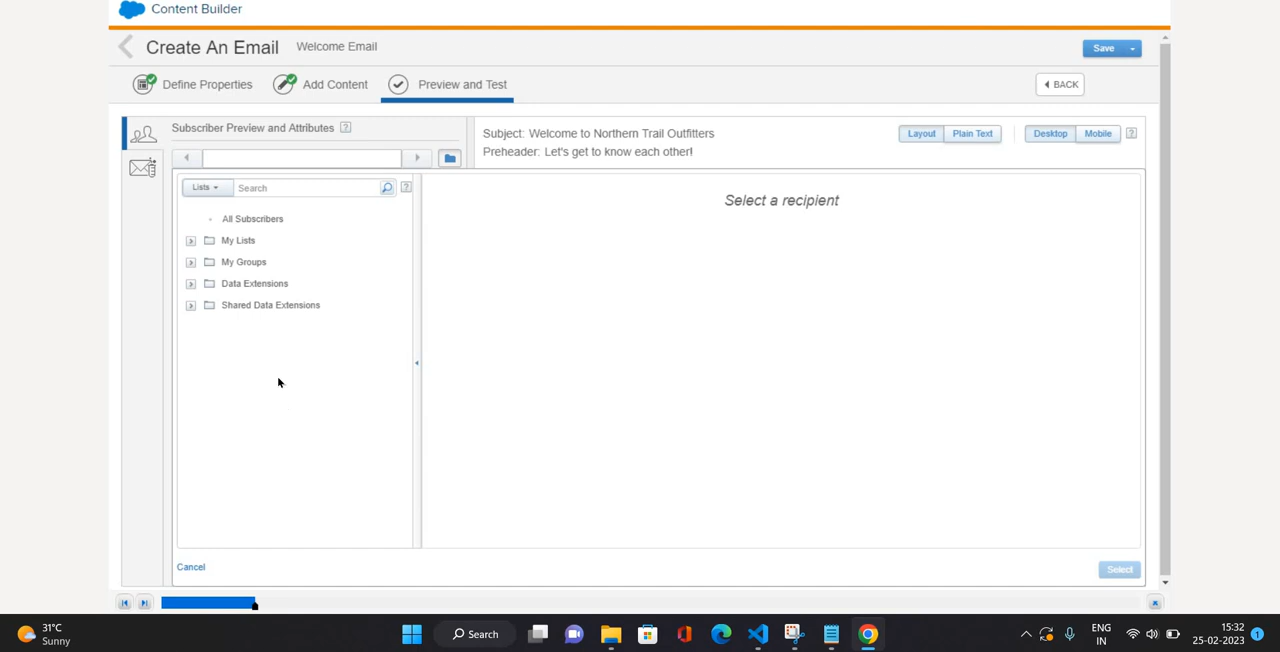 Content Builder
Create An Email Welcome Email Save
Define Properties Add Content Preview and Test BACK
Subscriber Preview and Attributes ?
Subject: Welcome to Northern Trail Outfitters Layout Plain Text Desktop Mobile ?
Preheader: Let's get to know each other!
Lists Search ?
Select a recipient
All Subscribers
My Lists
My Groups
Data Extensions
Shared Data Extensions
Cancel Select
31°C
Sunny
Search
ENG
IN
15:32
25-02-2023
1